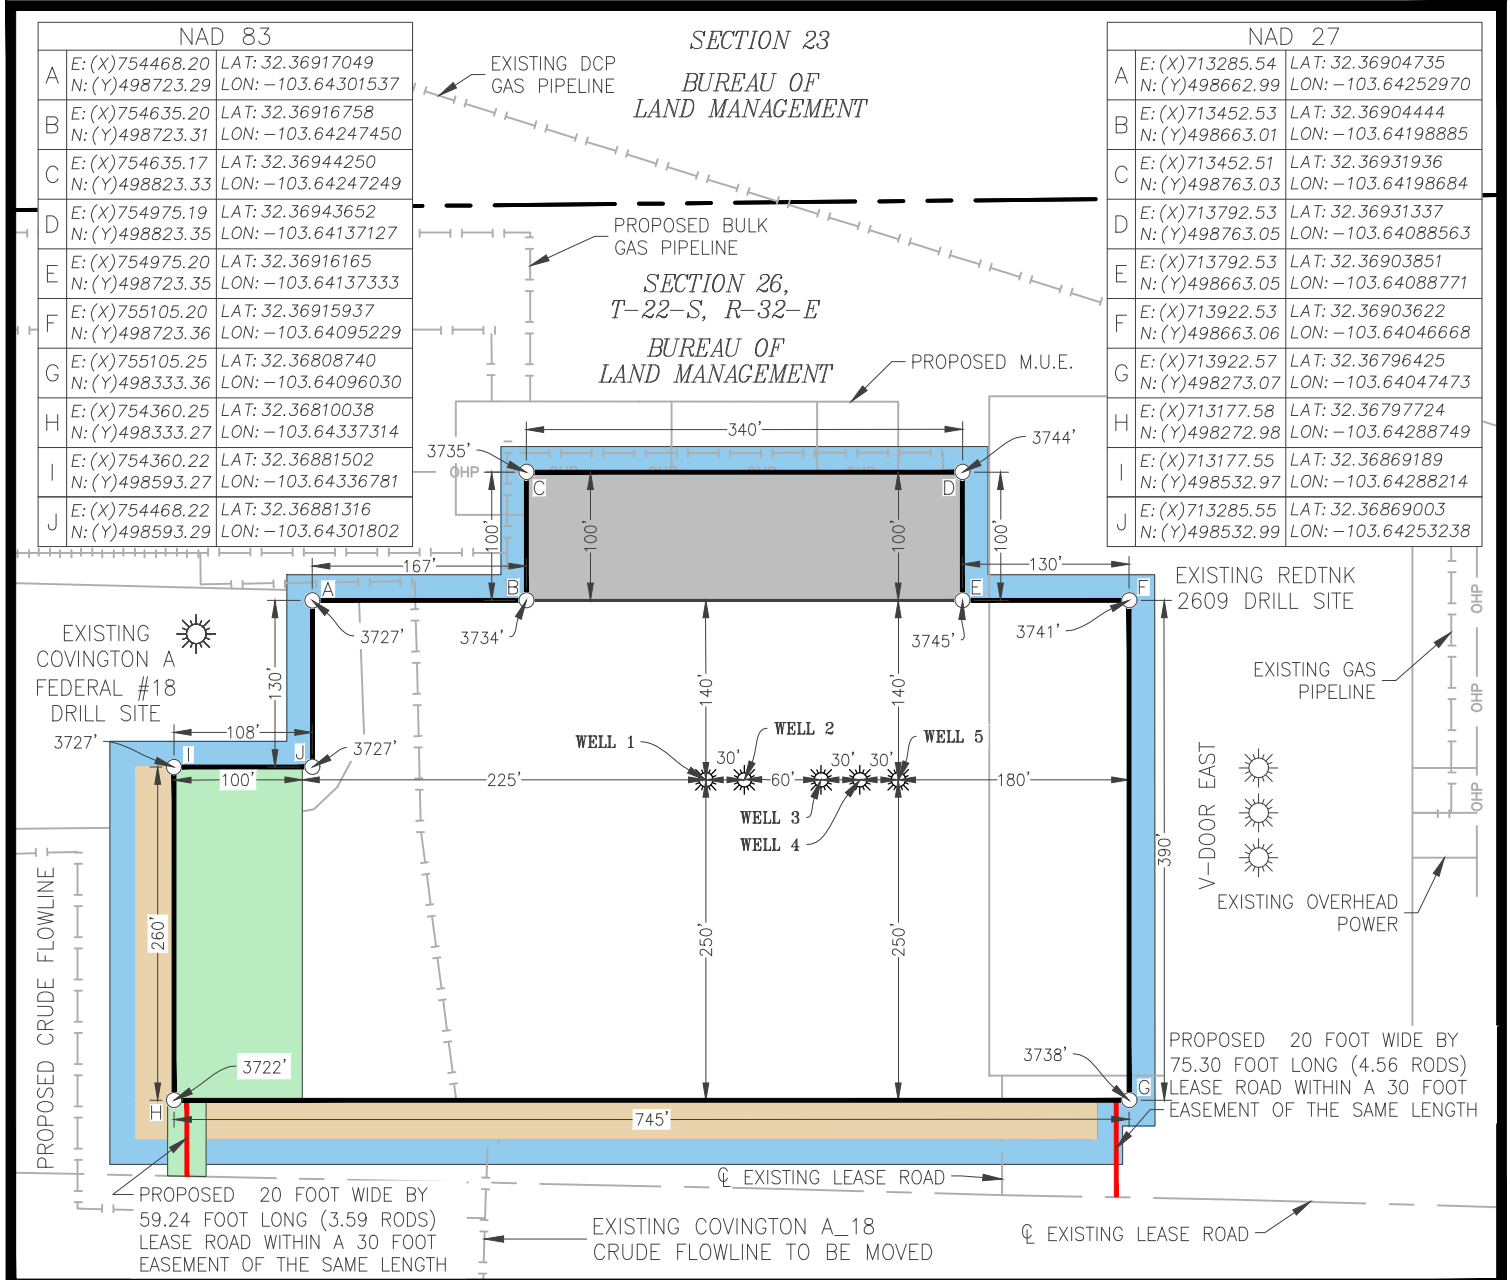 NAD 83
A E:(X)754468.20 LAT: 32.36917049
N:(Y)498723.29 LON: -103.64301537
B E:(X)754635.20 LAT: 32.36916758
N:(Y)498723.31 LON: -103.64247450
C E:(X)754635.17 LAT: 32.36944250
N:(Y)498823.33 LON: -103.64247249
D E:(X)754975.19 LAT: 32.36943652
N:(Y)498823.35 LON: -103.64137127
E E:(X)754975.20 LAT: 32.36916165
N:(Y)498723.35 LON: -103.64137333
F E:(X)755105.20 LAT: 32.36915937
N:(Y)498723.36 LON: -103.64095229
G E:(X)755105.25 LAT: 32.36808740
N:(Y)498333.36 LON: -103.64096030
H E:(X)754360.25 LAT: 32.36810038
N:(Y)498333.27 LON: -103.64337314
I E:(X)754360.22 LAT: 32.36881502
N:(Y)498593.27 LON: -103.64336781
J E:(X)754468.22 LAT: 32.36881316
N:(Y)498593.29 LON: -103.64301802
NAD 27
A E:(X)713285.54 LAT: 32.36904735
N:(Y)498662.99 LON: -103.64252970
B E:(X)713452.53 LAT: 32.36904444
N:(Y)498663.01 LON: -103.64198885
C E:(X)713452.51 LAT: 32.36931936
N:(Y)498763.03 LON: -103.64198684
D E:(X)713792.53 LAT: 32.36931337
N:(Y)498763.05 LON: -103.64088563
E E:(X)713792.53 LAT: 32.36903851
N:(Y)498663.05 LON: -103.64088771
F E:(X)713922.53 LAT: 32.36903622
N:(Y)498663.06 LON: -103.64046668
G E:(X)713922.57 LAT: 32.36796425
N:(Y)498273.07 LON: -103.64047473
H E:(X)713177.58 LAT: 32.36797724
N:(Y)498272.98 LON: -103.64288749
I E:(X)713177.55 LAT: 32.36869189
N:(Y)498532.97 LON: -103.64288214
J E:(X)713285.55 LAT: 32.36869003
N:(Y)498532.99 LON: -103.64253238
SECTION 23
BUREAU OF
LAND MANAGEMENT
EXISTING DCP
GAS PIPELINE
PROPOSED BULK
GAS PIPELINE
SECTION 26,
T-22-S, R-32-E
BUREAU OF
LAND MANAGEMENT
PROPOSED M.U.E.
340'
3735'
3744'
OHP
OHP
OHP
OHP
C
D
100'
100'
100'
100'
167'
130'
A
B
E
F
3727'
3734'
3745'
3741'
EXISTING REDTNK
2609 DRILL SITE
EXISTING
COVINGTON A
FEDERAL #18
DRILL SITE
130'
140'
140'
108'
3727'
I
J
3727'
EXISTING GAS
PIPELINE
OHP
OHP
OHP
WELL 1
WELL 2
WELL 5
30'
30'
30'
100'
225'
60'
180'
WELL 3
WELL 4
V-DOOR EAST
390'
EXISTING OVERHEAD
POWER
PROPOSED CRUDE FLOWLINE
260'
250'
250'
3722'
3738'
H
G
745'
PROPOSED 20 FOOT WIDE BY
75.30 FOOT LONG (4.56 RODS)
LEASE ROAD WITHIN A 30 FOOT
EASEMENT OF THE SAME LENGTH
℄ EXISTING LEASE ROAD
PROPOSED 20 FOOT WIDE BY
59.24 FOOT LONG (3.59 RODS)
LEASE ROAD WITHIN A 30 FOOT
EASEMENT OF THE SAME LENGTH
EXISTING COVINGTON A_18
CRUDE FLOWLINE TO BE MOVED
℄ EXISTING LEASE ROAD